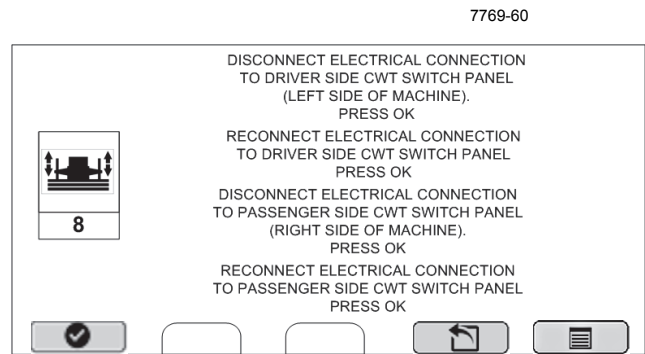 7769-60
DISCONNECT ELECTRICAL CONNECTION
TO DRIVER SIDE CWT SWITCH PANEL
(LEFT SIDE OF MACHINE).
PRESS OK
RECONNECT ELECTRICAL CONNECTION
TO DRIVER SIDE CWT SWITCH PANEL
PRESS OK
DISCONNECT ELECTRICAL CONNECTION
TO PASSENGER SIDE CWT SWITCH PANEL
(RIGHT SIDE OF MACHINE).
PRESS OK
RECONNECT ELECTRICAL CONNECTION
TO PASSENGER SIDE CWT SWITCH PANEL
PRESS OK
8